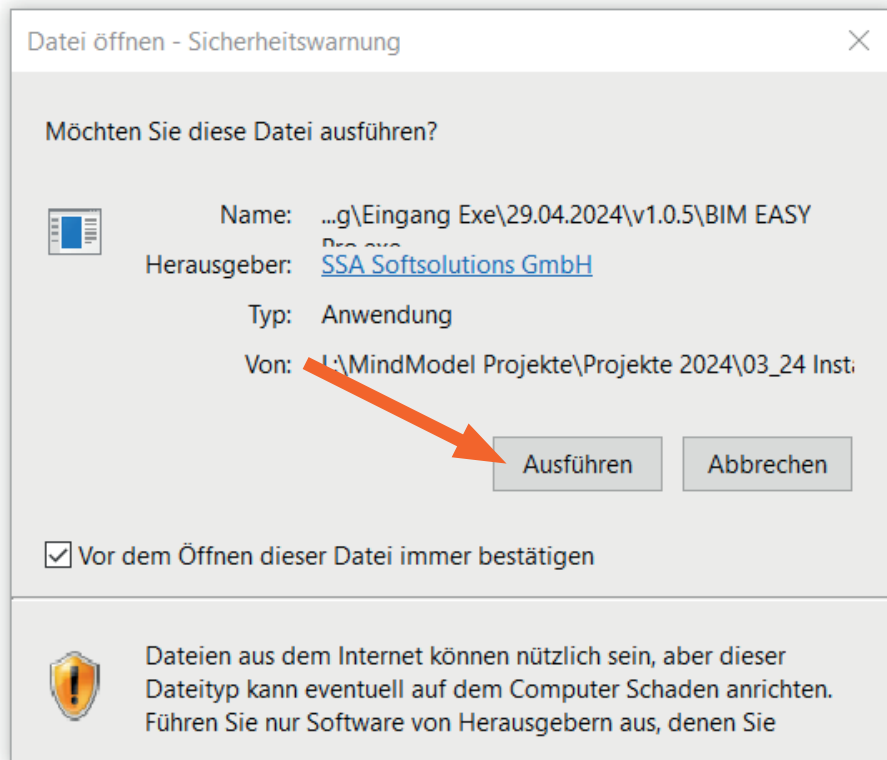 Datei öffnen - Sicherheitswarnung
Möchten Sie diese Datei ausführen?
Name: ...g\Eingang Exe\29.04.2024\v1.0.5\BIM EASY
Pro.exe
Herausgeber: SSA Softsolutions GmbH
Typ: Anwendung
Von: :\MindModel Projekte\Projekte 2024\03_24 Inst
Ausführen Abbrechen
Vor dem Öffnen dieser Datei immer bestätigen
Dateien aus dem Internet können nützlich sein, aber dieser
Dateityp kann eventuell auf dem Computer Schaden anrichten.
Führen Sie nur Software von Herausgebern aus, denen Sie